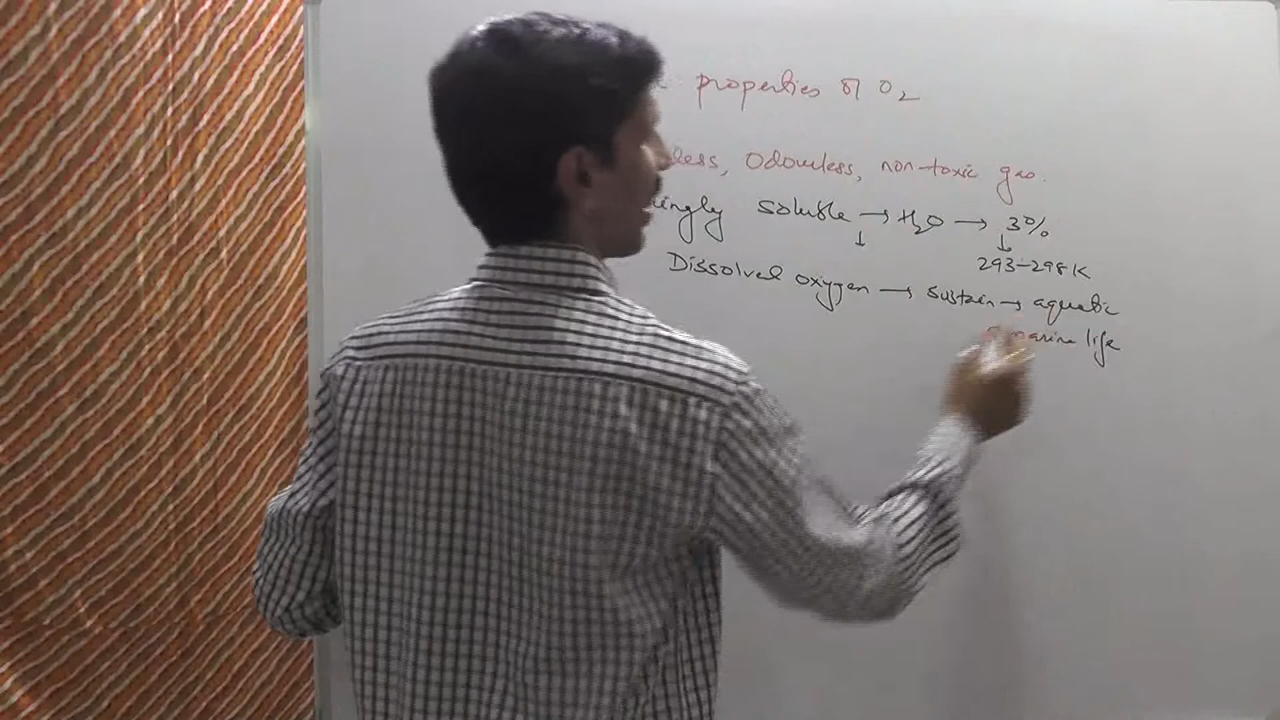 properties of O2
less, Odourless, non-toxic gas.
ingly soluble → H2O → 3%
↓ ↓
293-298K
Dissolved oxygen → sustain → aquatic
marine life